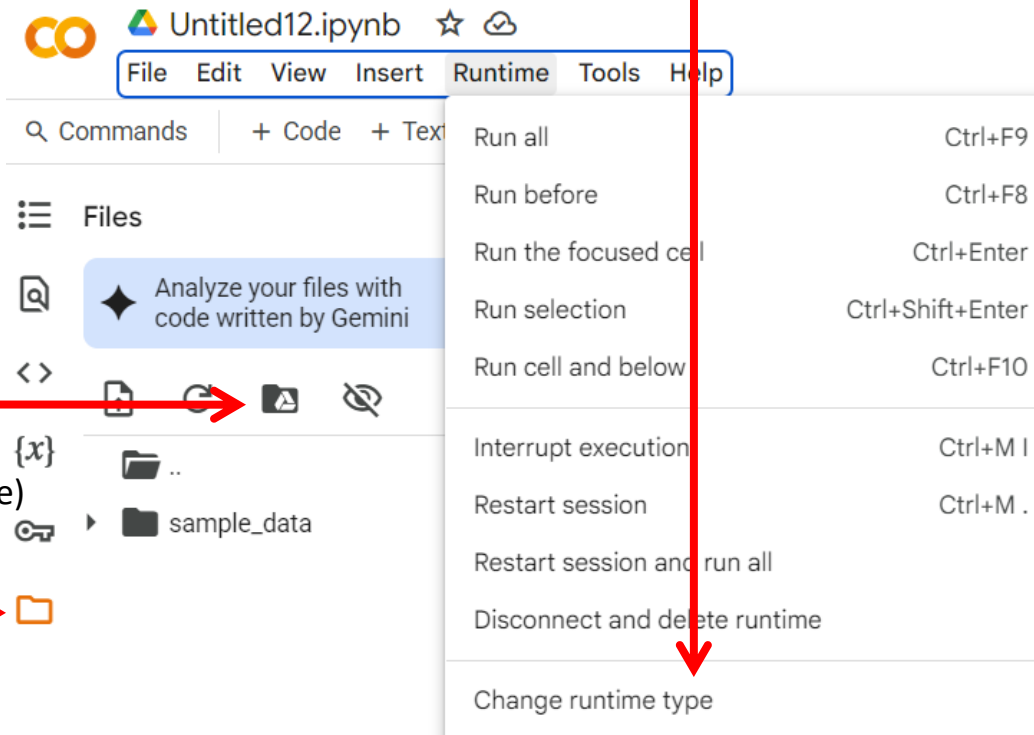 CO
Untitled12.ipynb
File Edit View Insert Runtime Tools Help
Commands + Code + Text
Files
Analyze your files with
code written by Gemini
{x}
..
e)
sample_data
Run all Ctrl+F9
Run before Ctrl+F8
Run the focused cell Ctrl+Enter
Run selection Ctrl+Shift+Enter
Run cell and below Ctrl+F10
Interrupt execution Ctrl+M I
Restart session Ctrl+M .
Restart session and run all
Disconnect and delete runtime
Change runtime type